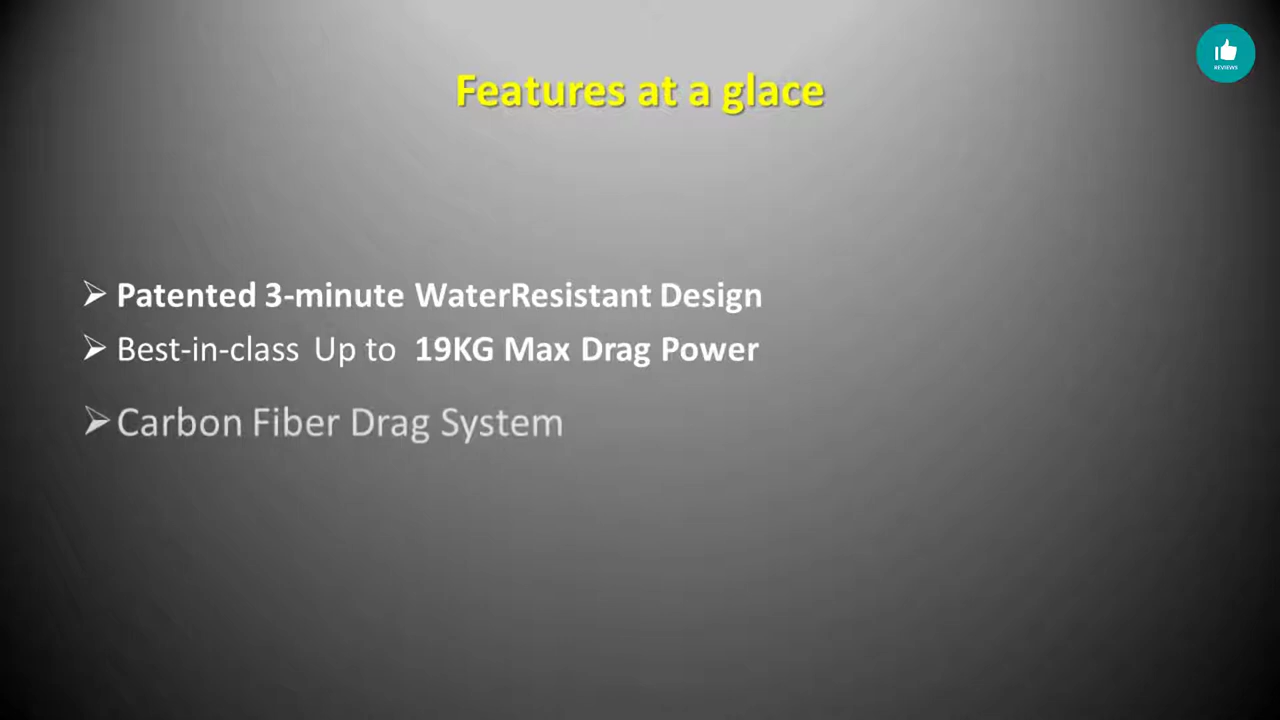 Features at a glace
REVIEWS
➢ Patented 3-minute WaterResistant Design
➢ Best-in-class Up to 19KG Max Drag Power
➢ Carbon Fiber Drag System